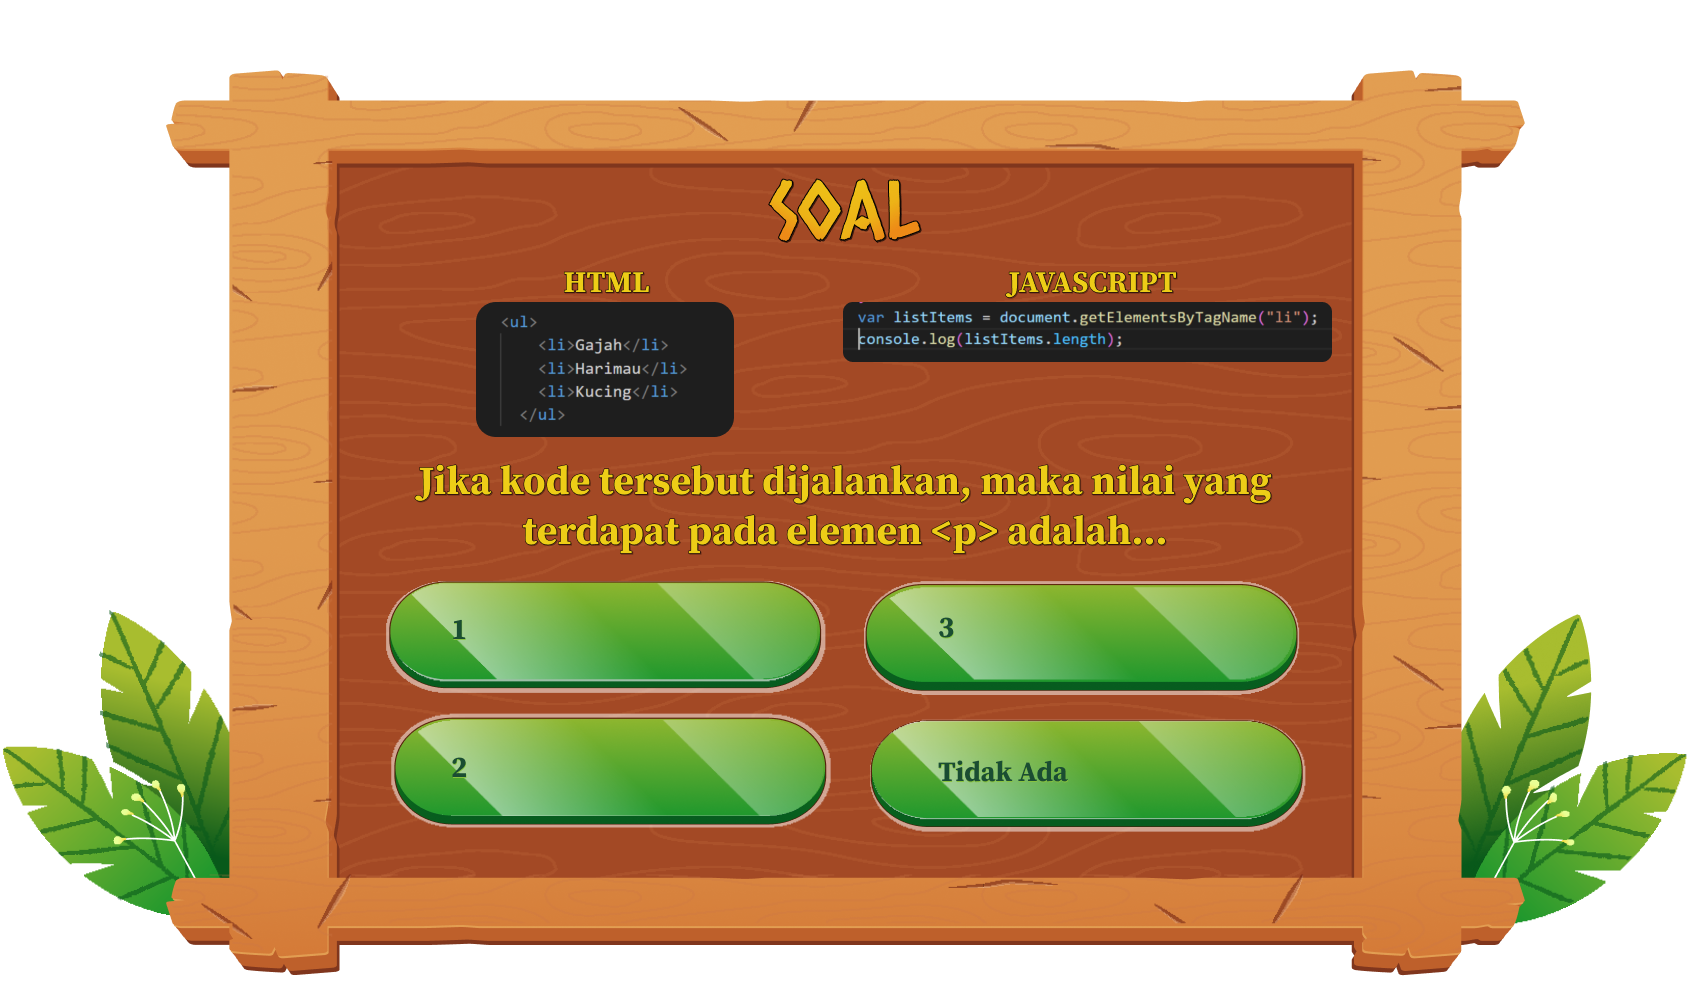 SOAL
HTML
<ul>
<li>Gajah</li>
<li>Harimau</li>
<li>Kucing</li>
</ul>
JAVASCRIPT
var listItems = document.getElementsByTagName("li");
console.log(listItems.length);
Jika kode tersebut dijalankan, maka nilai yang
terdapat pada elemen <p> adalah...
1
3
2
Tidak Ada